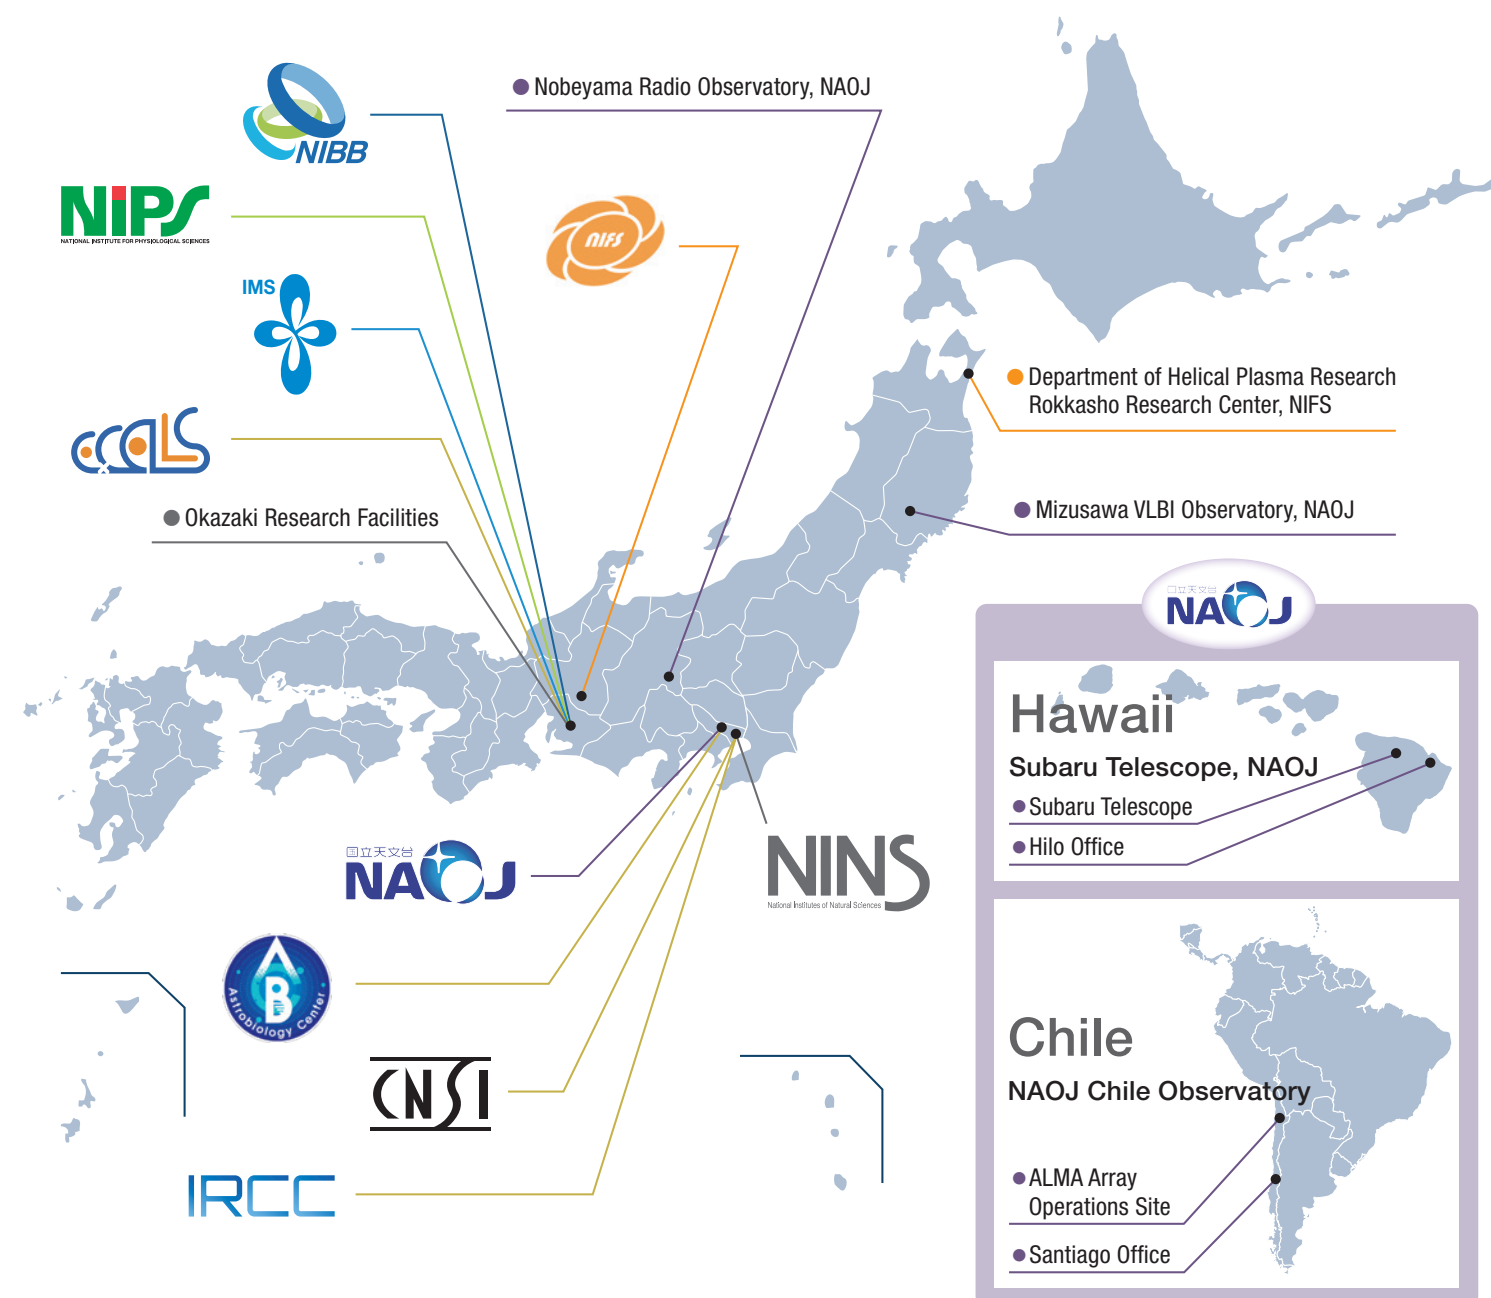 Nobeyama Radio Observatory, NAOJ
NIBB
NiPS
NATIONAL INSTITUTE FOR PHYSIOLOGICAL SCIENCES
NIFS
IMS
ExCELLS
Okazaki Research Facilities
Department of Helical Plasma Research
Rokkasho Research Center, NIFS
Mizusawa VLBI Observatory, NAOJ
国立天文台
NAOJ
Hawaii
Subaru Telescope, NAOJ
Subaru Telescope
Hilo Office
国立天文台
NAOJ
NINS
National Institutes of Natural Sciences
ABC
Astrobiology Center
CNSI
IRCC
Chile
NAOJ Chile Observatory
ALMA Array
Operations Site
Santiago Office